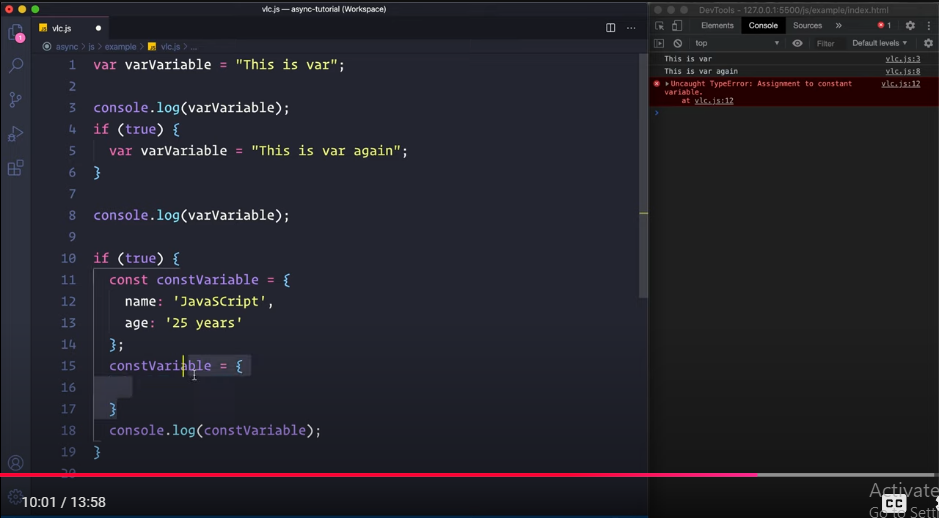 vlc.js — async-tutorial (Workspace)
DevTools - 127.0.0.1:5500/js/example/index.html
JS vlc.js
Elements Console Sources » 1
1
async › js › example › JS vlc.js › ...
top Filter Default levels
1 var varVariable = "This is var";
2
3 console.log(varVariable);
4 if (true) {
5 var varVariable = "This is var again";
6 }
7
8 console.log(varVariable);
9
10 if (true) {
11 const constVariable = {
12 name: 'JavaSCript',
13 age: '25 years'
14 };
15 constVariable = {
16
17 }
18 console.log(constVariable);
19 }
20
This is var vlc.js:3
This is var again vlc.js:8
Uncaught TypeError: Assignment to constant vlc.js:12
variable.
at vlc.js:12
10:01 / 13:58
CC
Activate
Go to Sett